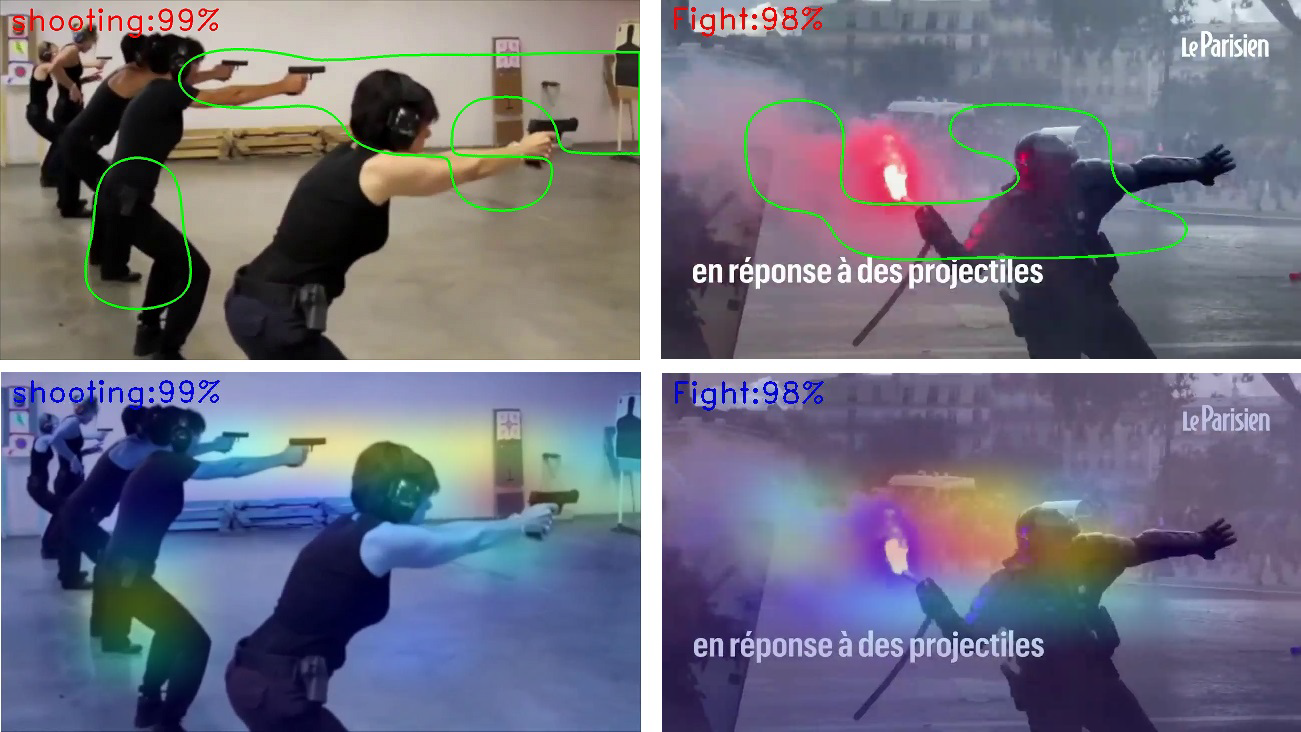 shooting:99%
Fight:98%
Le Parisien
en réponse à des projectiles
shooting:99%
Fight:98%
Le Parisien
en réponse à des projectiles